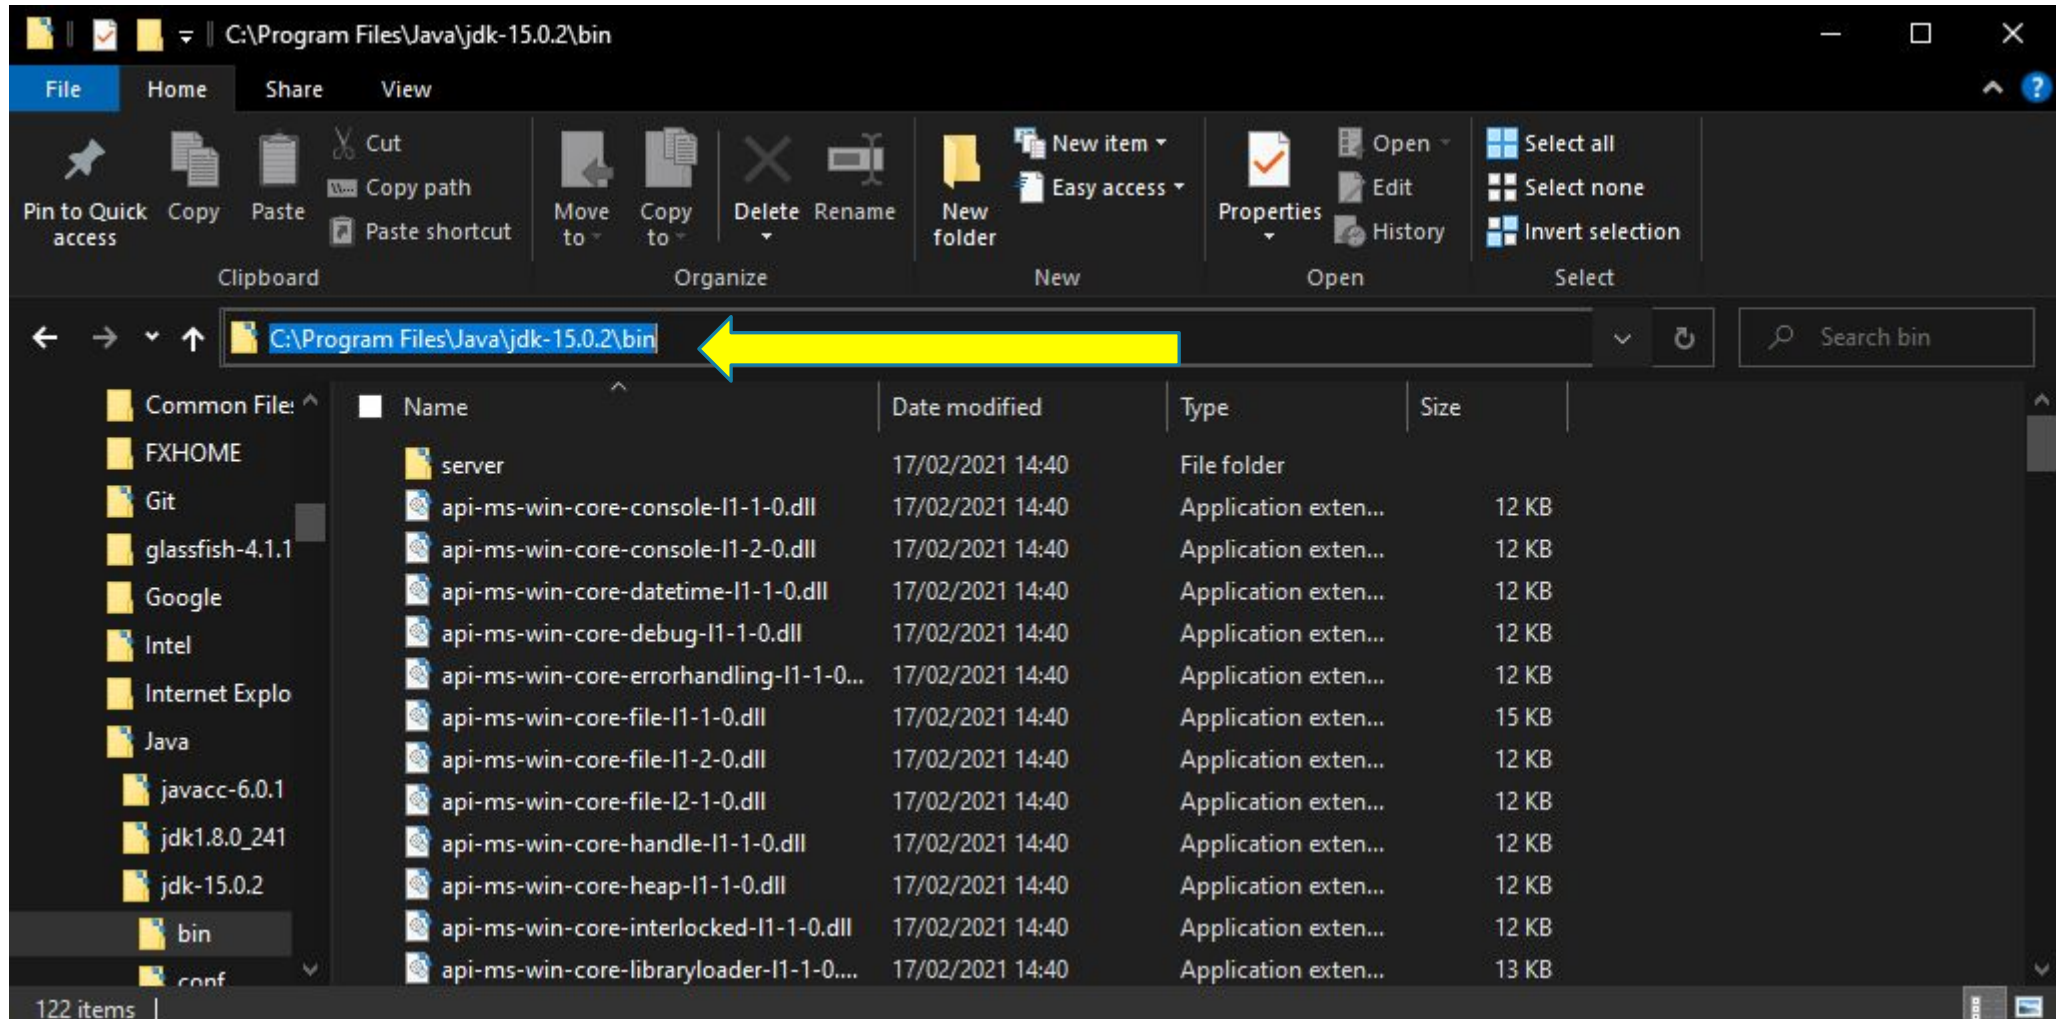 C:\Program Files\Java\jdk-15.0.2\bin
File Home Share View
Pin to Quick access
Copy
Paste
Cut
Copy path
Paste shortcut
Clipboard
Move to
Copy to
Delete
Rename
Organize
New folder
New item
Easy access
New
Properties
Open
Edit
History
Open
Select all
Select none
Invert selection
Select
C:\Program Files\Java\jdk-15.0.2\bin
Search bin
Common File
FXHOME
Git
glassfish-4.1.1
Google
Intel
Internet Explo
Java
javacc-6.0.1
jdk1.8.0_241
jdk-15.0.2
bin
conf
Name Date modified Type Size
server 17/02/2021 14:40 File folder
api-ms-win-core-console-l1-1-0.dll 17/02/2021 14:40 Application exten... 12 KB
api-ms-win-core-console-l1-2-0.dll 17/02/2021 14:40 Application exten... 12 KB
api-ms-win-core-datetime-l1-1-0.dll 17/02/2021 14:40 Application exten... 12 KB
api-ms-win-core-debug-l1-1-0.dll 17/02/2021 14:40 Application exten... 12 KB
api-ms-win-core-errorhandling-l1-1-0... 17/02/2021 14:40 Application exten... 12 KB
api-ms-win-core-file-l1-1-0.dll 17/02/2021 14:40 Application exten... 15 KB
api-ms-win-core-file-l1-2-0.dll 17/02/2021 14:40 Application exten... 12 KB
api-ms-win-core-file-l2-1-0.dll 17/02/2021 14:40 Application exten... 12 KB
api-ms-win-core-handle-l1-1-0.dll 17/02/2021 14:40 Application exten... 12 KB
api-ms-win-core-heap-l1-1-0.dll 17/02/2021 14:40 Application exten... 12 KB
api-ms-win-core-interlocked-l1-1-0.dll 17/02/2021 14:40 Application exten... 12 KB
api-ms-win-core-libraryloader-l1-1-0.... 17/02/2021 14:40 Application exten... 13 KB
122 items